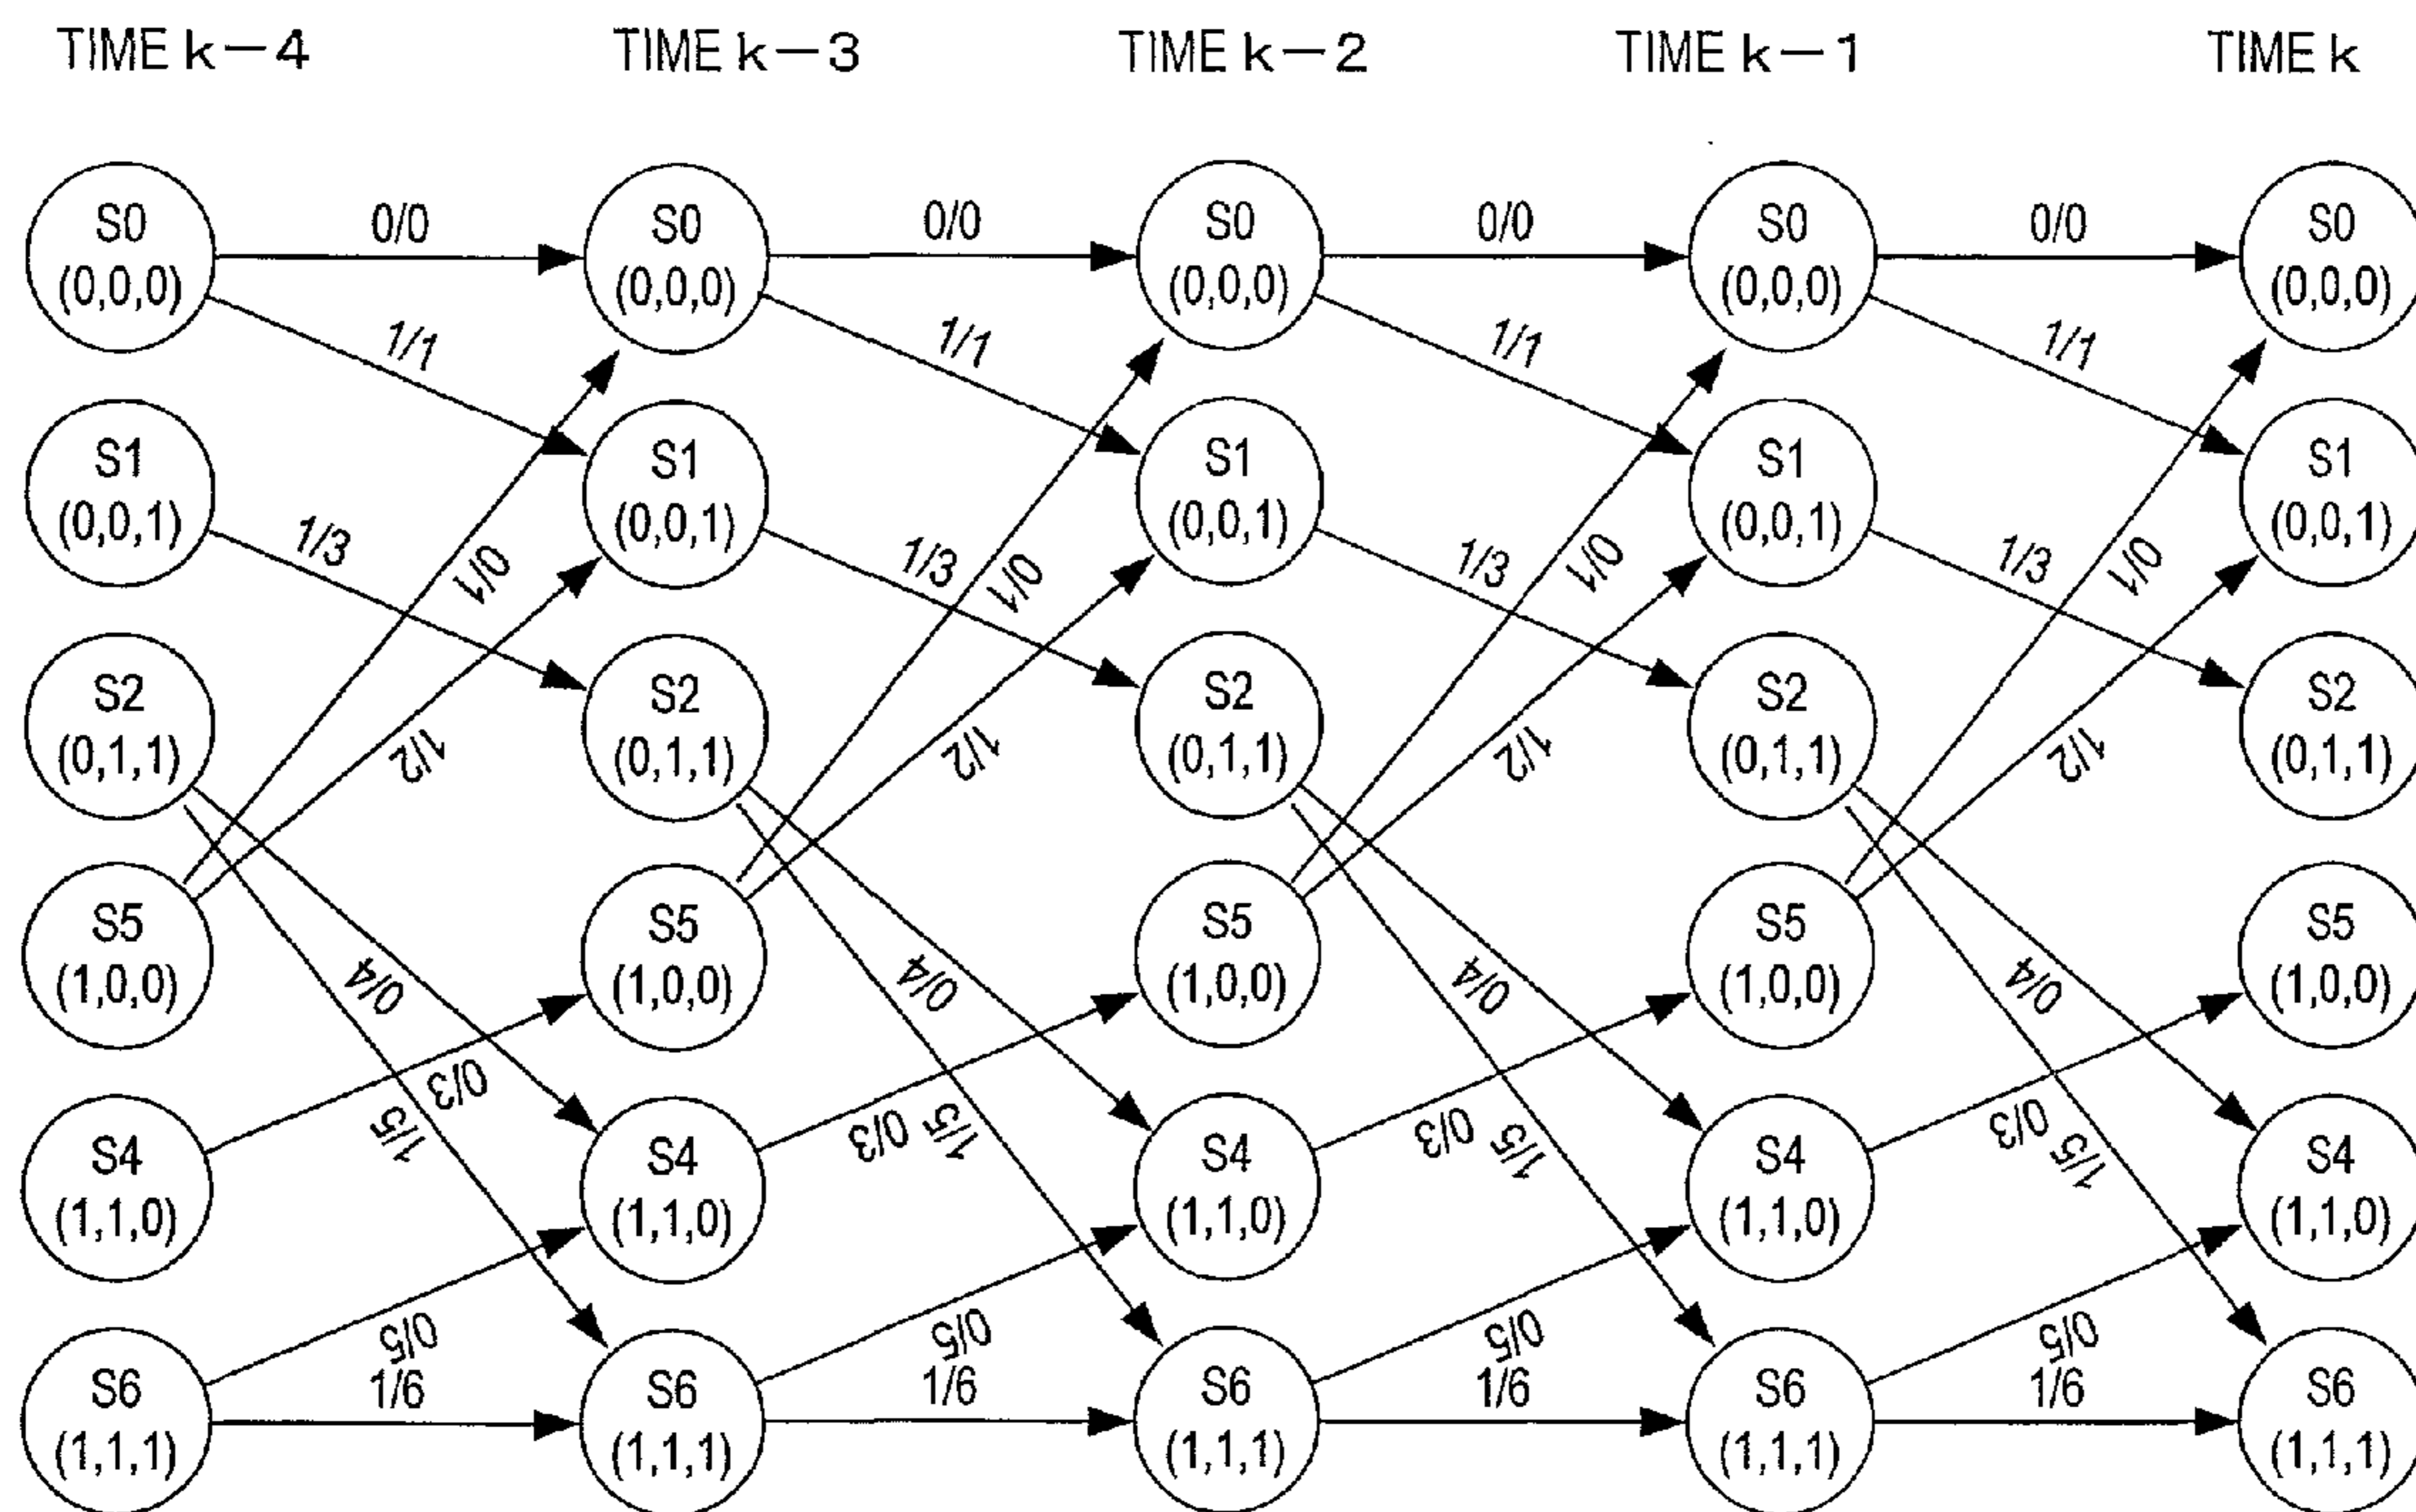 TIME k-4 TIME k-3 TIME k-2 TIME k-1 TIME k
0/0 0/0 0/0 0/0
S0 S0 S0 S0 S0
(0,0,0) (0,0,0) (0,0,0) (0,0,0) (0,0,0)
1/1 1/1 1/1 1/1
S1 S1 S1 S1 S1
(0,0,1) (0,0,1) (0,0,1) (0,0,1) (0,0,1)
1/3 1/3 1/3 1/3
0/1 0/1 0/1 0/1
S2 S2 S2 S2 S2
(0,1,1) (0,1,1) (0,1,1) (0,1,1) (0,1,1)
1/2 1/2 1/2 1/2
S5 S5 S5 S5 S5
(1,0,0) (1,0,0) (1,0,0) (1,0,0) (1,0,0)
0/4 0/4 0/4 0/4
0/3 0/3 0/3 0/3
1/5 1/5 1/5 1/5
S4 S4 S4 S4 S4
(1,1,0) (1,1,0) (1,1,0) (1,1,0) (1,1,0)
0/5 0/5 0/5 0/5
1/6 1/6 1/6 1/6
S6 S6 S6 S6 S6
(1,1,1) (1,1,1) (1,1,1) (1,1,1) (1,1,1)